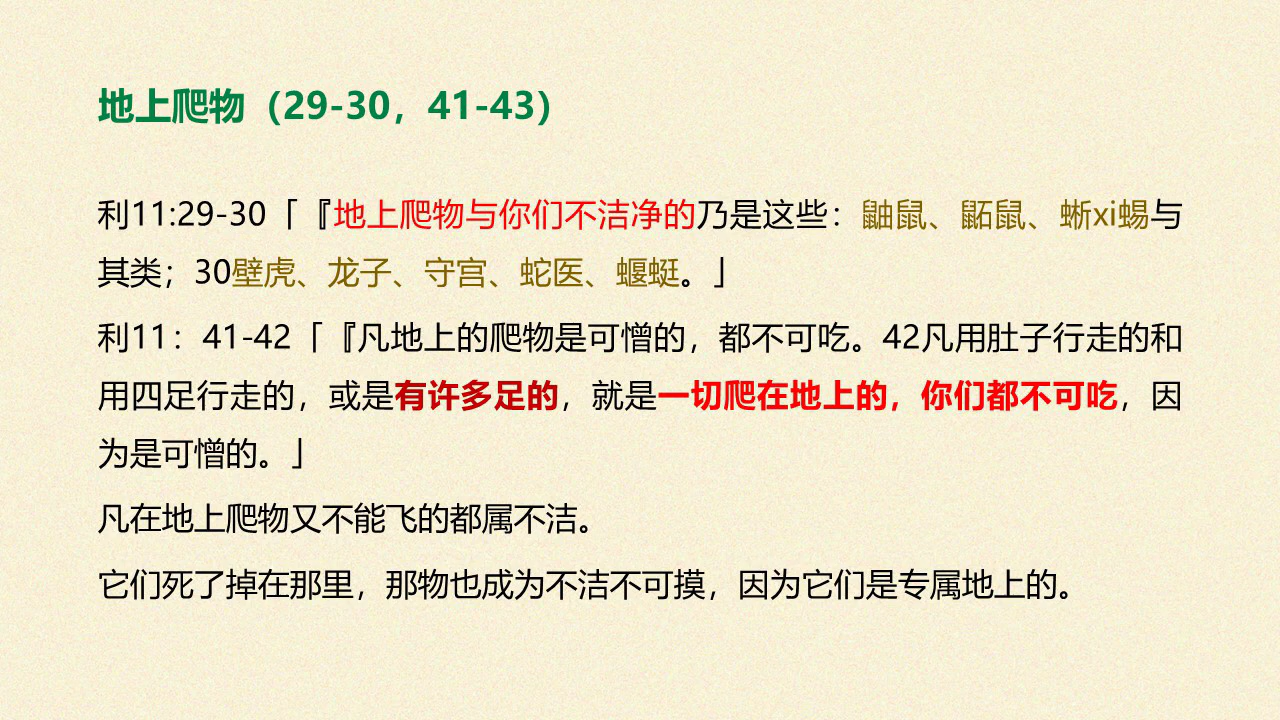 地上爬物（29-30，41-43）
利11:29-30「『地上爬物与你们不洁净的乃是这些：鼬鼠、鼫鼠、蜥xi蜴与
其类；30壁虎、龙子、守宫、蛇医、蝘蜓。」
利11：41-42「『凡地上的爬物是可憎的，都不可吃。42凡用肚子行走的和
用四足行走的，或是有许多足的，就是一切爬在地上的，你们都不可吃，因
为是可憎的。」
凡在地上爬物又不能飞的都属不洁。
它们死了掉在那里，那物也成为不洁不可摸，因为它们是专属地上的。